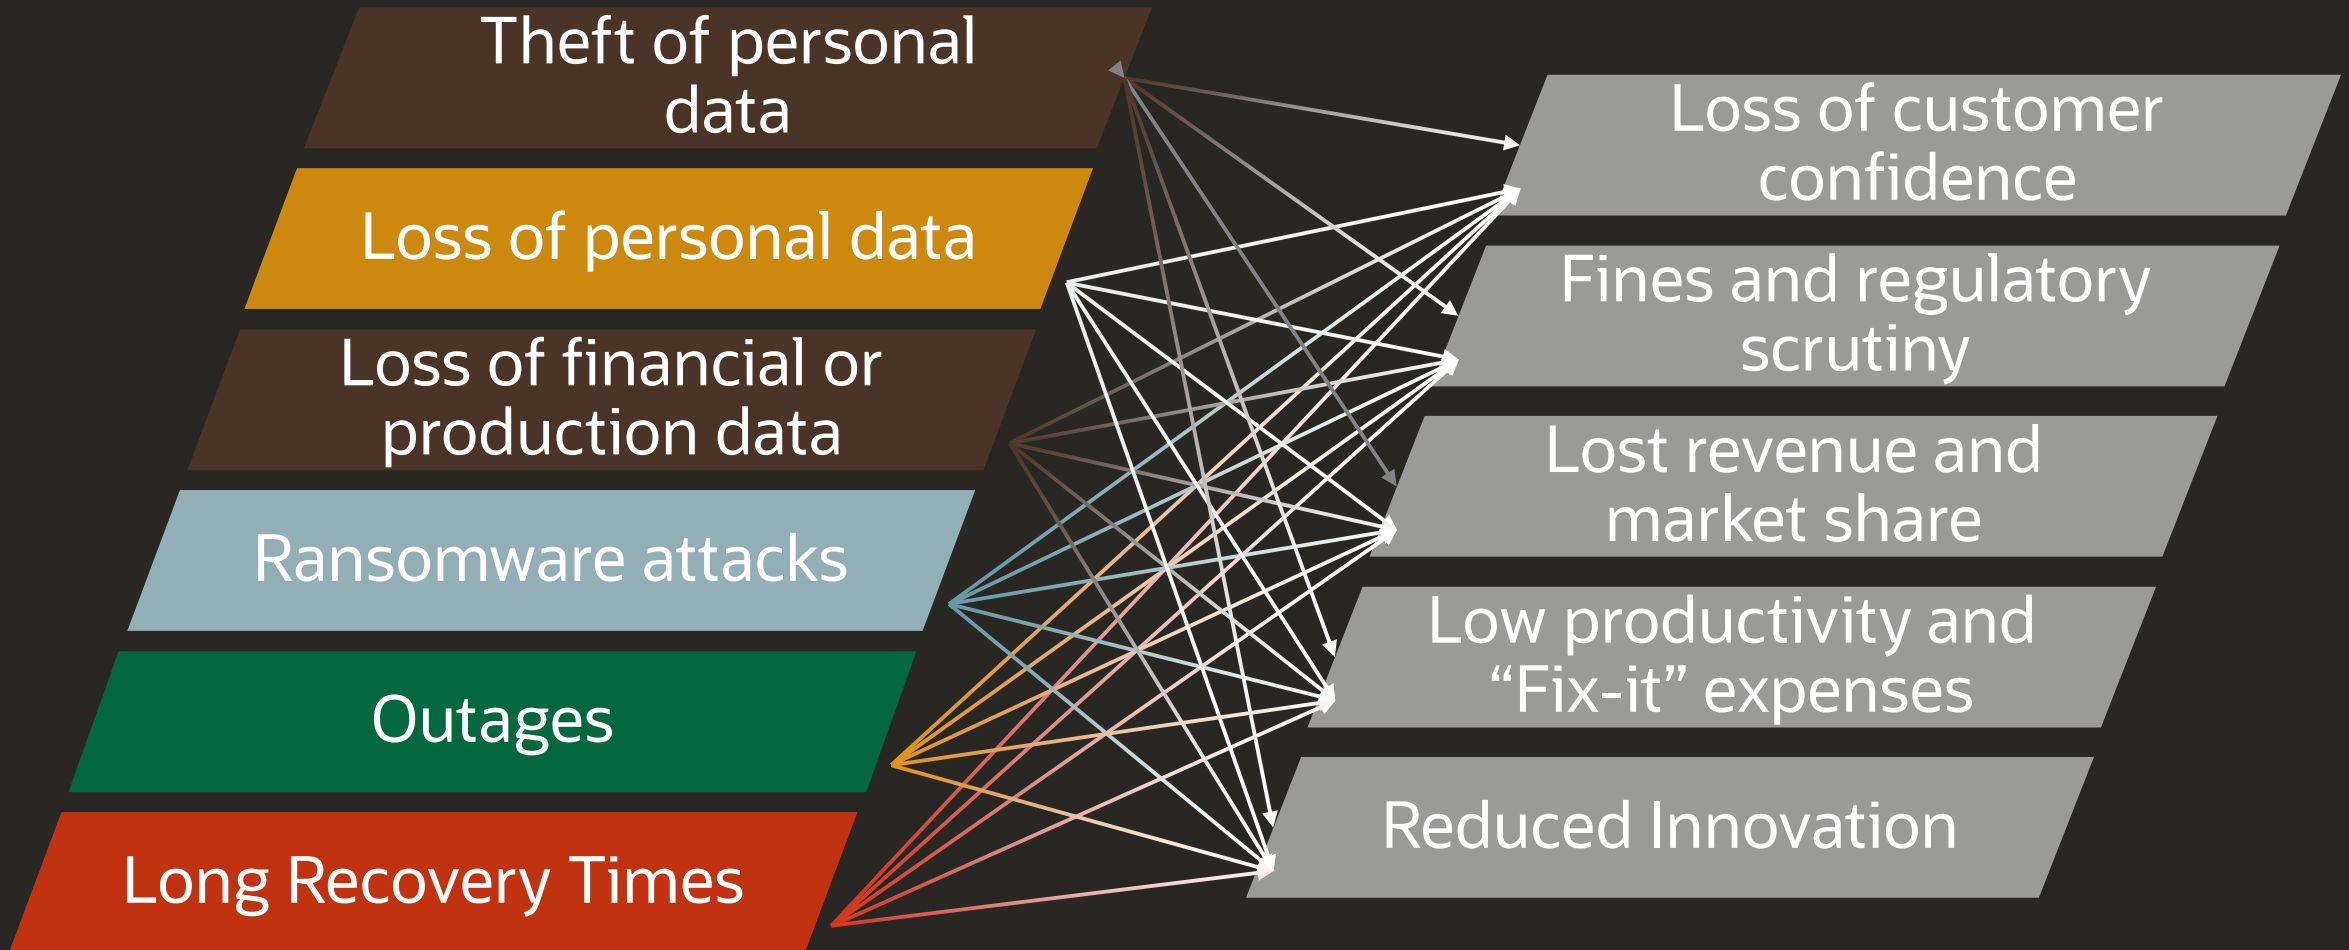 Theft of personal
data
Loss of personal data
Loss of financial or
production data
Ransomware attacks
Outages
Long Recovery Times
Loss of customer
confidence
Fines and regulatory
scrutiny
Lost revenue and
market share
Low productivity and
“Fix-it” expenses
Reduced Innovation